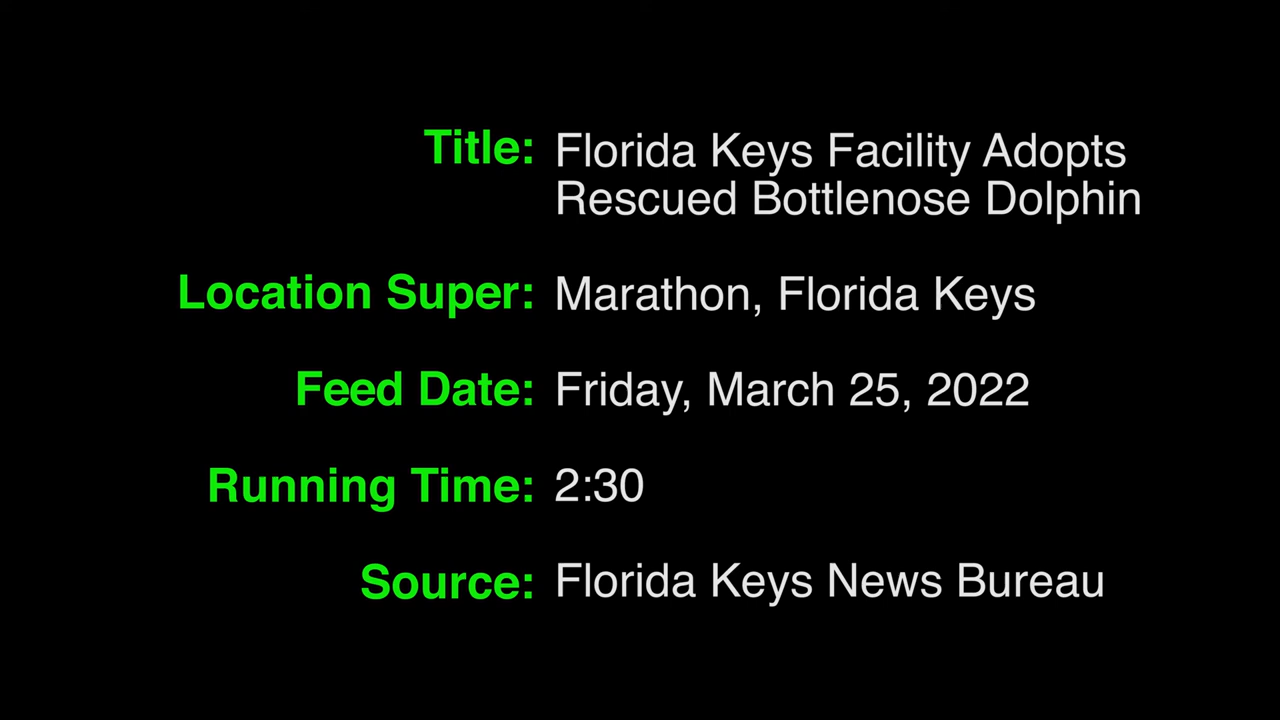 Title: Florida Keys Facility Adopts
Rescued Bottlenose Dolphin
Location Super: Marathon, Florida Keys
Feed Date: Friday, March 25, 2022
Running Time: 2:30
Source: Florida Keys News Bureau